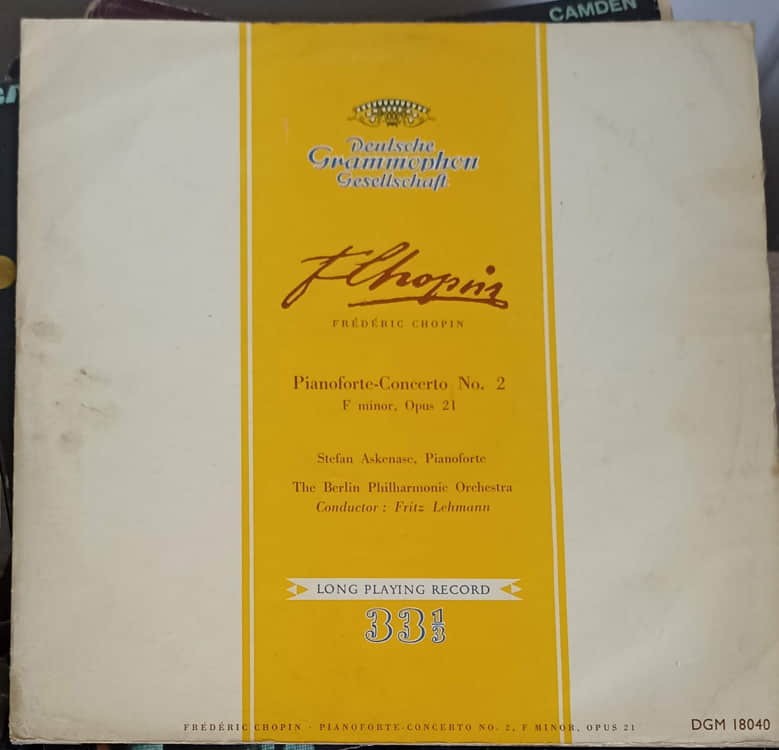 CAMDEN
Deutsche
Grammophon
Gesellschaft
F Chopin
FRÉDÉRIC CHOPIN
Pianoforte-Concerto No. 2
F minor, Opus 21
Stefan Askenase, Pianoforte
The Berlin Philharmonic Orchestra
Conductor : Fritz Lehmann
LONG PLAYING RECORD
33 1/3
FRÉDÉRIC CHOPIN · PIANOFORTE-CONCERTO NO. 2, F MINOR, OPUS 21
DGM 18040